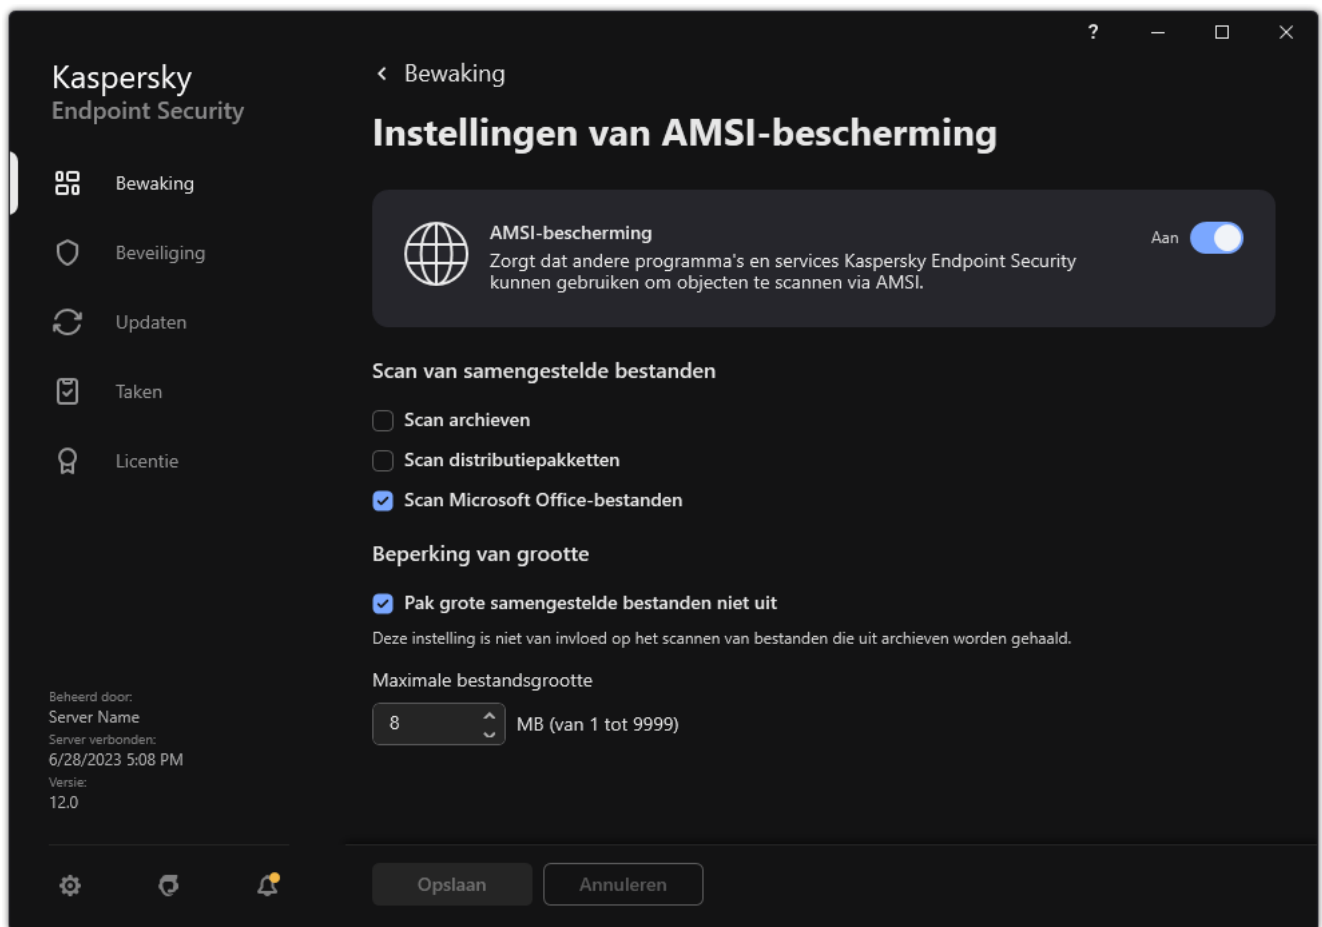 ?
Kaspersky
Endpoint Security
Bewaking
Beveiliging
Updaten
Taken
Licentie
Beheerd door:
Server Name
Server verbonden:
6/28/2023 5:08 PM
Versie:
12.0
Bewaking
Instellingen van AMSI-bescherming
AMSI-bescherming
Zorgt dat andere programma's en services Kaspersky Endpoint Security
kunnen gebruiken om objecten te scannen via AMSI.
Aan
Scan van samengestelde bestanden
Scan archieven
Scan distributiepakketten
Scan Microsoft Office-bestanden
Beperking van grootte
Pak grote samengestelde bestanden niet uit
Deze instelling is niet van invloed op het scannen van bestanden die uit archieven worden gehaald.
Maximale bestandsgrootte
8 MB (van 1 tot 9999)
Opslaan
Annuleren